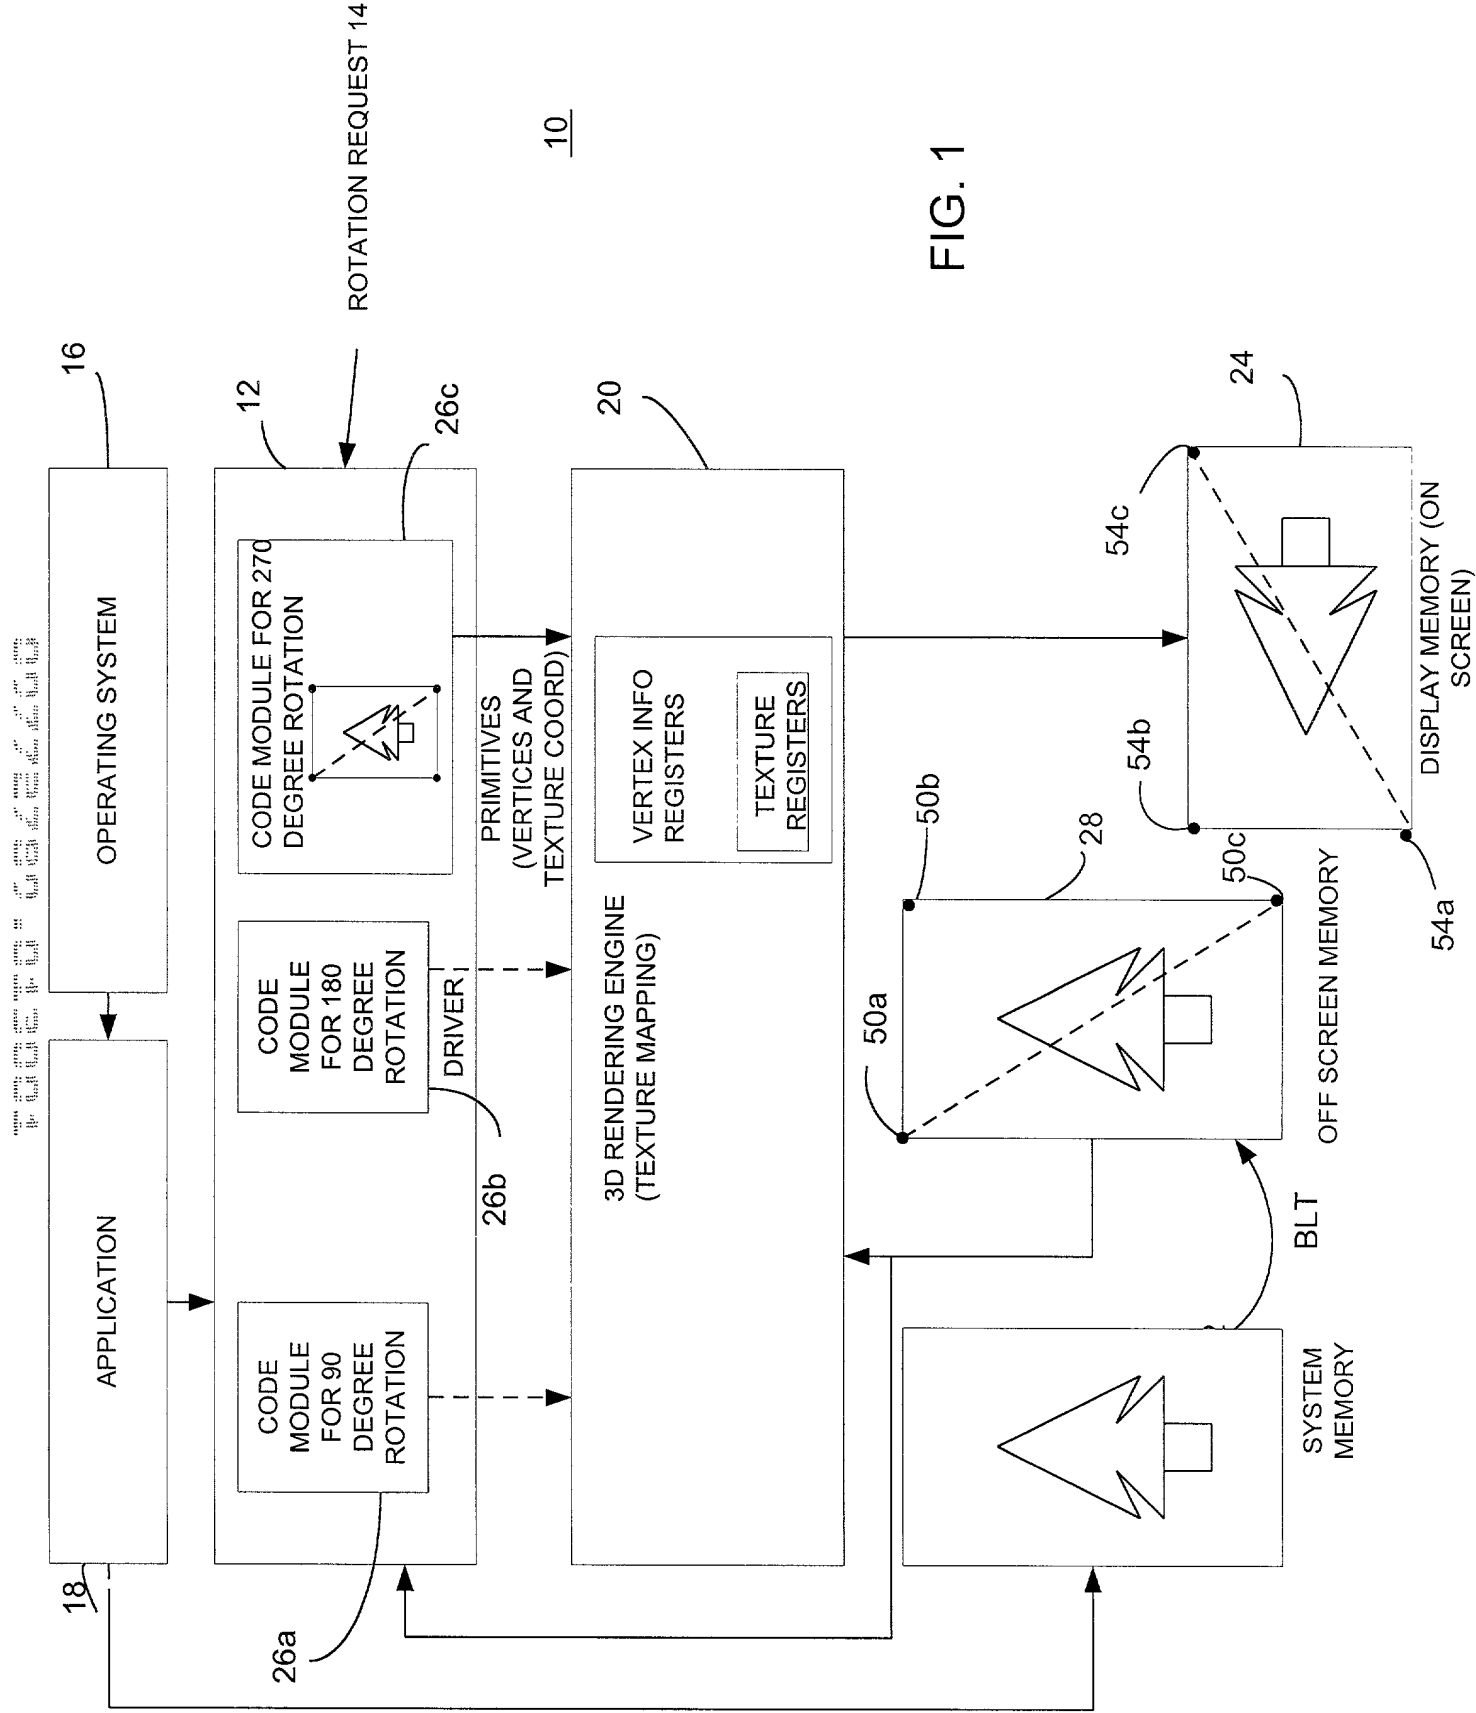 18
APPLICATION
OPERATING SYSTEM
16
26a
CODE
MODULE
FOR 90
DEGREE
ROTATION
26b
CODE
MODULE
FOR 180
DEGREE
ROTATION
DRIVER
CODE MODULE FOR 270
DEGREE ROTATION
26c
12
ROTATION REQUEST 14
PRIMITIVES
(VERTICES AND
TEXTURE COORD)
10
3D RENDERING ENGINE
(TEXTURE MAPPING)
VERTEX INFO
REGISTERS
TEXTURE
REGISTERS
20
FIG. 1
SYSTEM
MEMORY
BLT
50a
50b
28
50c
OFF SCREEN MEMORY
54a
54b
54c
24
DISPLAY MEMORY (ON
SCREEN)